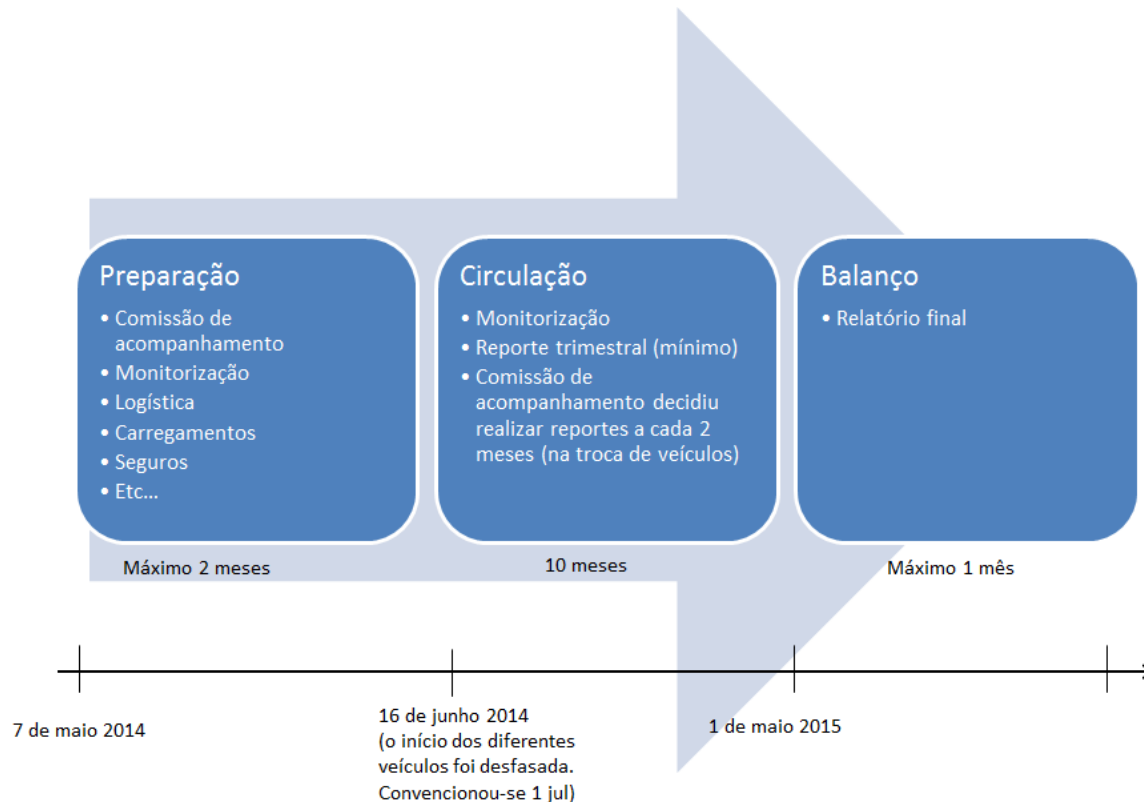 Preparação
• Comissão de
acompanhamento
• Monitorização
• Logística
• Carregamentos
• Seguros
• Etc...
Circulação
• Monitorização
• Reporte trimestral (mínimo)
• Comissão de
acompanhamento decidiu
realizar reportes a cada 2
meses (na troca de veículos)
Balanço
• Relatório final
Máximo 2 meses
10 meses
Máximo 1 mês
7 de maio 2014
16 de junho 2014
(o início dos diferentes
veículos foi desfasada.
Convencionou-se 1 jul)
1 de maio 2015